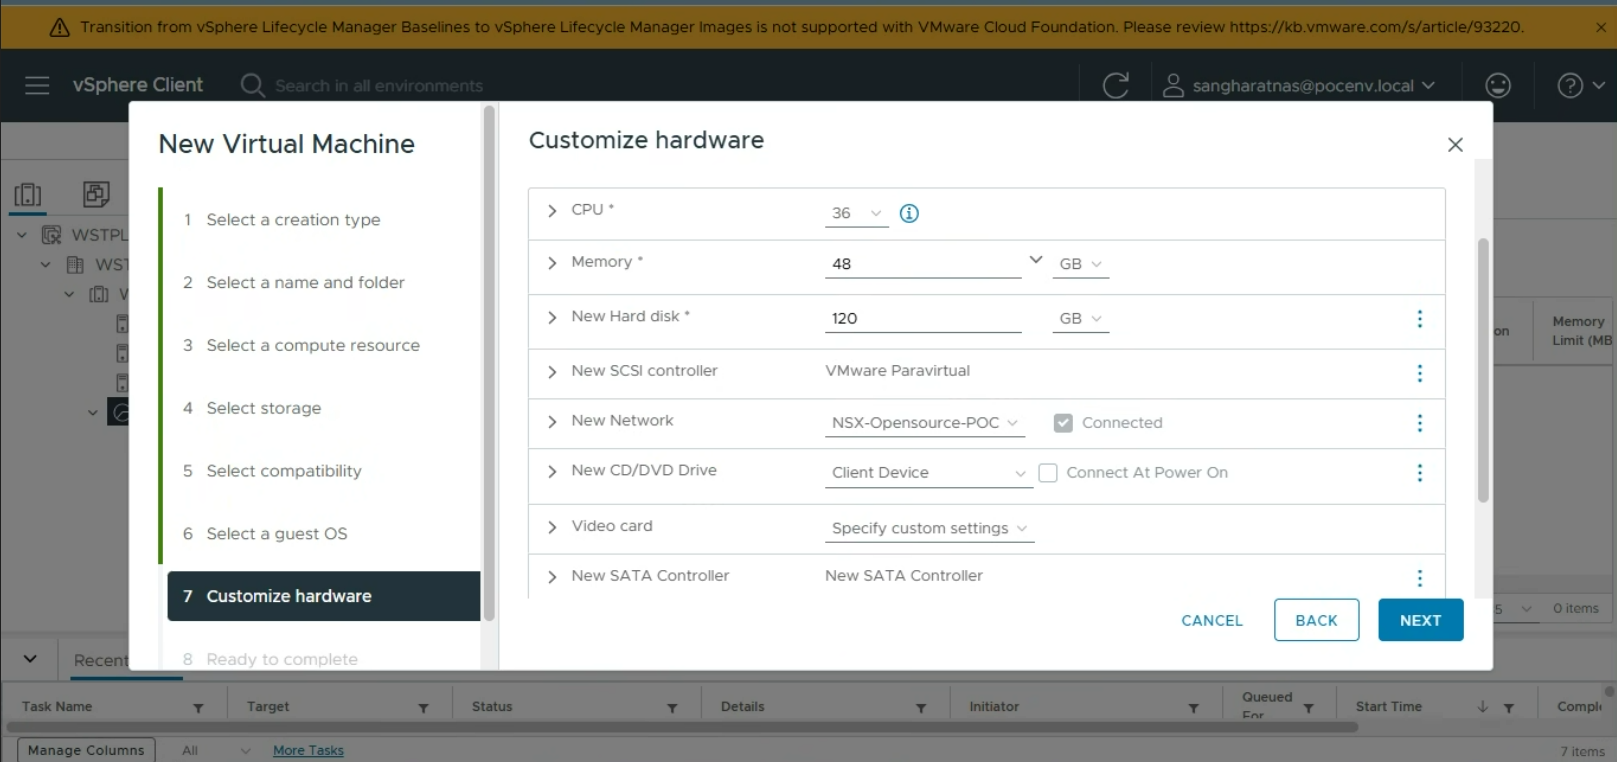 Transition from vSphere Lifecycle Manager Baselines to vSphere Lifecycle Manager Images is not supported with VMware Cloud Foundation. Please review https://kb.vmware.com/s/article/93220.
vSphere Client
Search in all environments
sangharatnas@pocenv.local
New Virtual Machine
1 Select a creation type
2 Select a name and folder
3 Select a compute resource
4 Select storage
5 Select compatibility
6 Select a guest OS
7 Customize hardware
8 Ready to complete
Customize hardware
CPU * 36
Memory * 48 GB
New Hard disk * 120 GB
New SCSI controller VMware Paravirtual
New Network NSX-Opensource-POC Connected
New CD/DVD Drive Client Device Connect At Power On
Video card Specify custom settings
New SATA Controller New SATA Controller
CANCEL BACK NEXT
WSTPL
WST
V
on
Memory
Limit (MB
5 0 items
Recent
Task Name Target Status Details Initiator Queued For Start Time Comple
Manage Columns All More Tasks 7 items